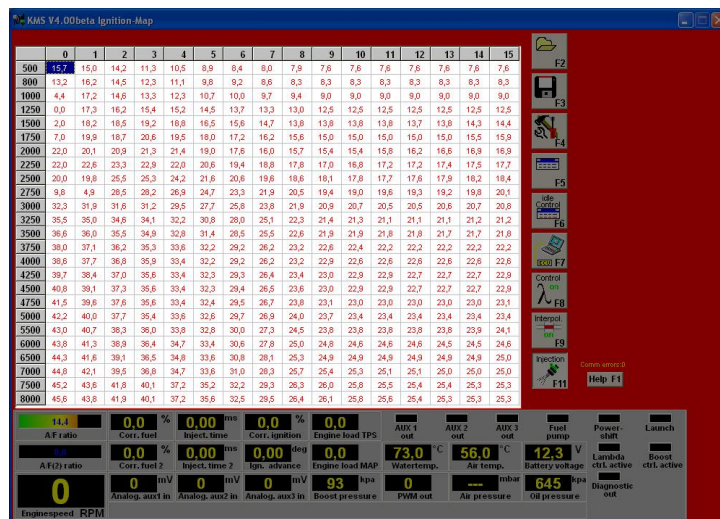 KMS V4.00beta Ignition-Map
0 1 2 3 4 5 6 7 8 9 10 11 12 13 14 15
500 15,7 15,0 14,2 11,3 10,5 8,9 8,4 8,0 7,9 7,6 7,6 7,6 7,6 7,6 7,6 7,6
800 13,2 16,2 14,5 12,3 11,1 9,8 9,2 8,6 8,3 8,3 8,3 8,3 8,3 8,3 8,3 8,3
1000 4,4 17,2 14,6 13,3 12,3 10,7 10,0 9,7 9,4 9,0 9,0 9,0 9,0 9,0 9,0 9,0
1250 0,0 17,3 16,2 15,4 15,2 14,5 13,7 13,3 13,0 12,5 12,5 12,5 12,5 12,5 12,5 12,5
1500 2,0 18,2 18,5 19,2 18,8 16,5 15,6 14,7 13,8 13,8 13,8 13,8 13,7 13,8 14,3 14,4
1750 7,0 19,9 18,7 20,6 19,5 18,0 17,2 16,2 15,6 15,0 15,0 15,0 15,0 15,0 15,5 15,9
2000 22,0 20,1 20,9 21,3 21,4 19,0 17,6 16,0 15,7 15,4 15,4 15,8 16,2 16,6 16,9 16,9
2250 22,0 22,6 23,3 22,9 22,0 20,6 19,4 18,8 17,8 17,0 16,8 17,2 17,2 17,4 17,5 17,7
2500 20,0 19,8 25,5 25,3 24,2 21,6 20,6 19,6 18,6 18,1 17,8 17,7 17,6 17,9 18,2 18,4
2750 9,8 4,9 28,5 28,2 26,9 24,7 23,3 21,9 20,5 19,4 19,0 19,6 19,3 19,2 19,8 20,1
3000 32,3 31,9 31,6 31,2 29,5 27,7 25,8 23,8 21,9 20,9 20,7 20,5 20,5 20,6 20,7 20,8
3250 35,5 35,0 34,6 34,1 32,2 30,8 28,0 25,1 22,3 21,4 21,3 21,1 21,1 21,1 21,2 21,2
3500 36,6 36,0 35,5 34,9 32,8 31,4 28,5 25,5 22,6 21,9 21,9 21,8 21,8 21,7 21,7 21,8
3750 38,0 37,1 36,2 35,3 33,6 32,2 29,2 26,2 23,2 22,6 22,4 22,2 22,2 22,2 22,2 22,2
4000 38,6 37,7 36,8 35,9 33,4 32,2 29,2 26,2 23,2 22,6 22,6 22,6 22,6 22,6 22,6 22,6
4250 39,7 38,4 37,0 35,6 33,4 32,3 29,3 26,4 23,4 23,0 22,9 22,9 22,7 22,7 22,7 22,9
4500 40,8 39,1 37,3 35,6 33,4 32,3 29,4 26,5 23,6 23,0 22,9 22,9 22,7 22,7 22,7 22,9
4750 41,5 39,6 37,6 35,6 33,4 32,4 29,5 26,7 23,8 23,1 23,0 23,0 23,0 23,0 23,0 23,1
5000 42,2 40,0 37,7 35,4 33,6 32,6 29,7 26,9 24,0 23,7 23,4 23,4 23,4 23,4 23,4 23,4
5500 43,0 40,7 38,3 36,0 33,8 32,8 30,0 27,3 24,5 23,8 23,8 23,8 23,8 23,8 23,9 24,1
6000 43,8 41,3 38,9 36,4 34,7 33,4 30,6 27,8 25,0 24,8 24,6 24,6 24,6 24,5 24,5 24,6
6500 44,3 41,6 39,1 36,5 34,8 33,6 30,8 28,1 25,3 24,9 24,9 24,9 24,9 24,9 24,9 25,0
7000 44,8 42,1 39,5 36,8 34,7 33,6 31,0 28,3 25,7 25,4 25,3 25,1 25,1 25,0 25,0 25,0
7500 45,2 43,6 41,8 40,1 37,2 35,2 32,2 29,3 26,3 26,0 25,8 25,5 25,4 25,4 25,3 25,3
8000 45,6 43,8 41,9 40,1 37,2 35,6 32,5 29,5 26,4 26,1 25,8 25,6 25,4 25,3 25,3 25,3
F2
F3
F4
F5
idle
Control
F6
ECU F7
Control
on
λ F8
Interpol.
on
F9
Injection
F11
Comm errors:0
Help F1
14,4
A/F ratio
0,0 %
Corr. fuel
0,00 ms
Inject. time
0,0 %
Corr. ignition
0,0
Engine load TPS
AUX 1
out
AUX 2
out
AUX 3
out
Fuel
pump
Power-
shift
Launch
0,0
A/F(2) ratio
0,0 %
Corr. fuel 2
0,00 ms
Inject. time 2
0,00 deg
Ign. advance
0,0
Engine load MAP
73,0 °C
Watertemp.
56,0 °C
Air temp.
12,3 V
Battery voltage
Lambda
ctrl. active
Boost
ctrl. active
0
Enginespeed RPM
0 mV
Analog. aux1 in
0 mV
Analog. aux2 in
0 mV
Analog. aux3 in
93 kpa
Boost pressure
0
PWM out
--- mbar
Air pressure
645 kpa
Oil pressure
Diagnostic
out